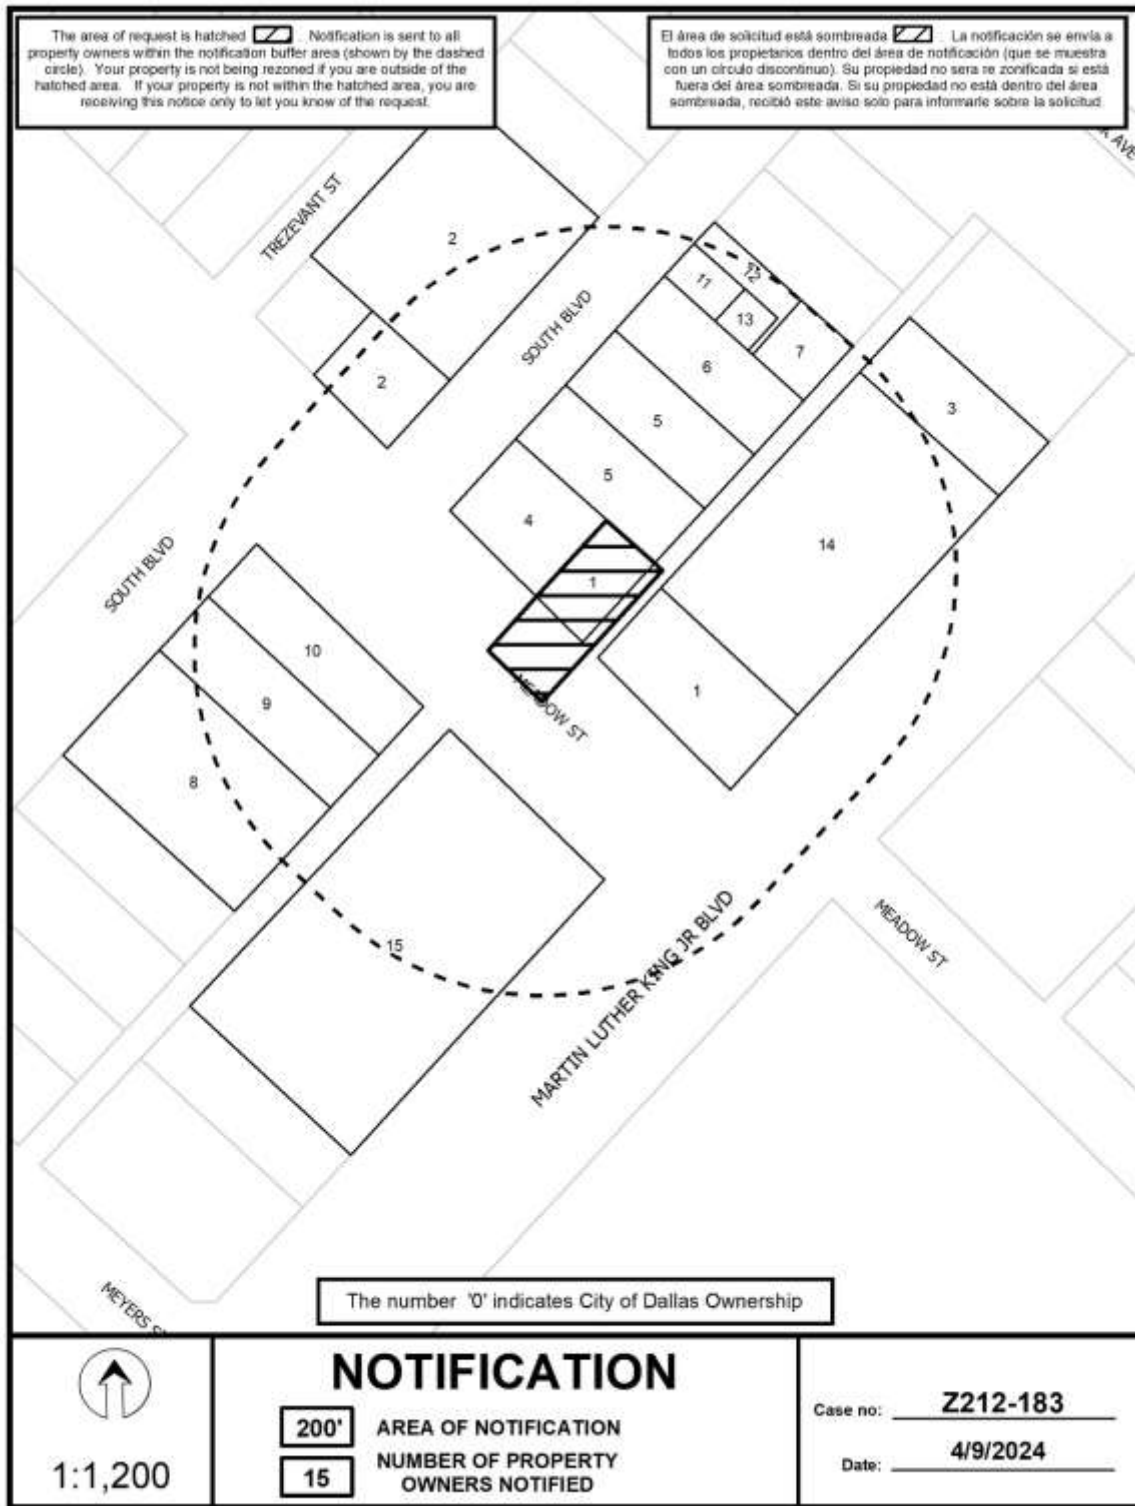 The area of request is hatched . Notification is sent to all
property owners within the notification buffer area (shown by the dashed
circle). Your property is not being rezoned if you are outside of the
hatched area. If your property is not within the hatched area, you are
receiving this notice only to let you know of the request.
El área de solicitud está sombreada . La notificación se envía a
todos los propietarios dentro del área de notificación (que se muestra
con un círculo discontinuo). Su propiedad no sera re zonificada si está
fuera del área sombreada. Si su propiedad no está dentro del área
sombreada, recibió este aviso solo para informarle sobre la solicitud.
AVE
TREZEVANT ST
2
SOUTH BLVD
12
11
13
7
6
2
3
5
5
4
14
SOUTH BLVD
1
10
MEADOW ST
1
9
8
15
MARTIN LUTHER KING JR BLVD
MEADOW ST
MEYERS
The number '0' indicates City of Dallas Ownership
1:1,200
NOTIFICATION
200' AREA OF NOTIFICATION
15 NUMBER OF PROPERTY
OWNERS NOTIFIED
Case no: Z212-183
Date: 4/9/2024